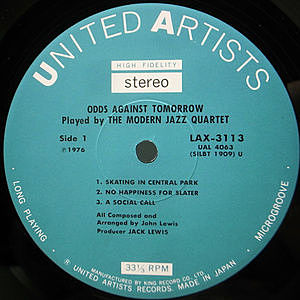 UNITED ARTISTS
HIGH FIDELITY
stereo
ODDS AGAINST TOMORROW
Played by THE MODERN JAZZ QUARTET
Side 1
LAX-3113
℗ 1976
UAL 4063
(SILBT 1909) U
1. SKATING IN CENTRAL PARK
2. NO HAPPINESS FOR SLATER
3. A SOCIAL CALL
All Composed and
Arranged by John Lewis
Producer JACK LEWIS
· LONG PLAYING ·
MICROGROOVE ·
33⅓ RPM
MANUFACTURED BY KING RECORD CO. LTD.
UNITED ARTISTS RECORDS. MADE IN JAPAN